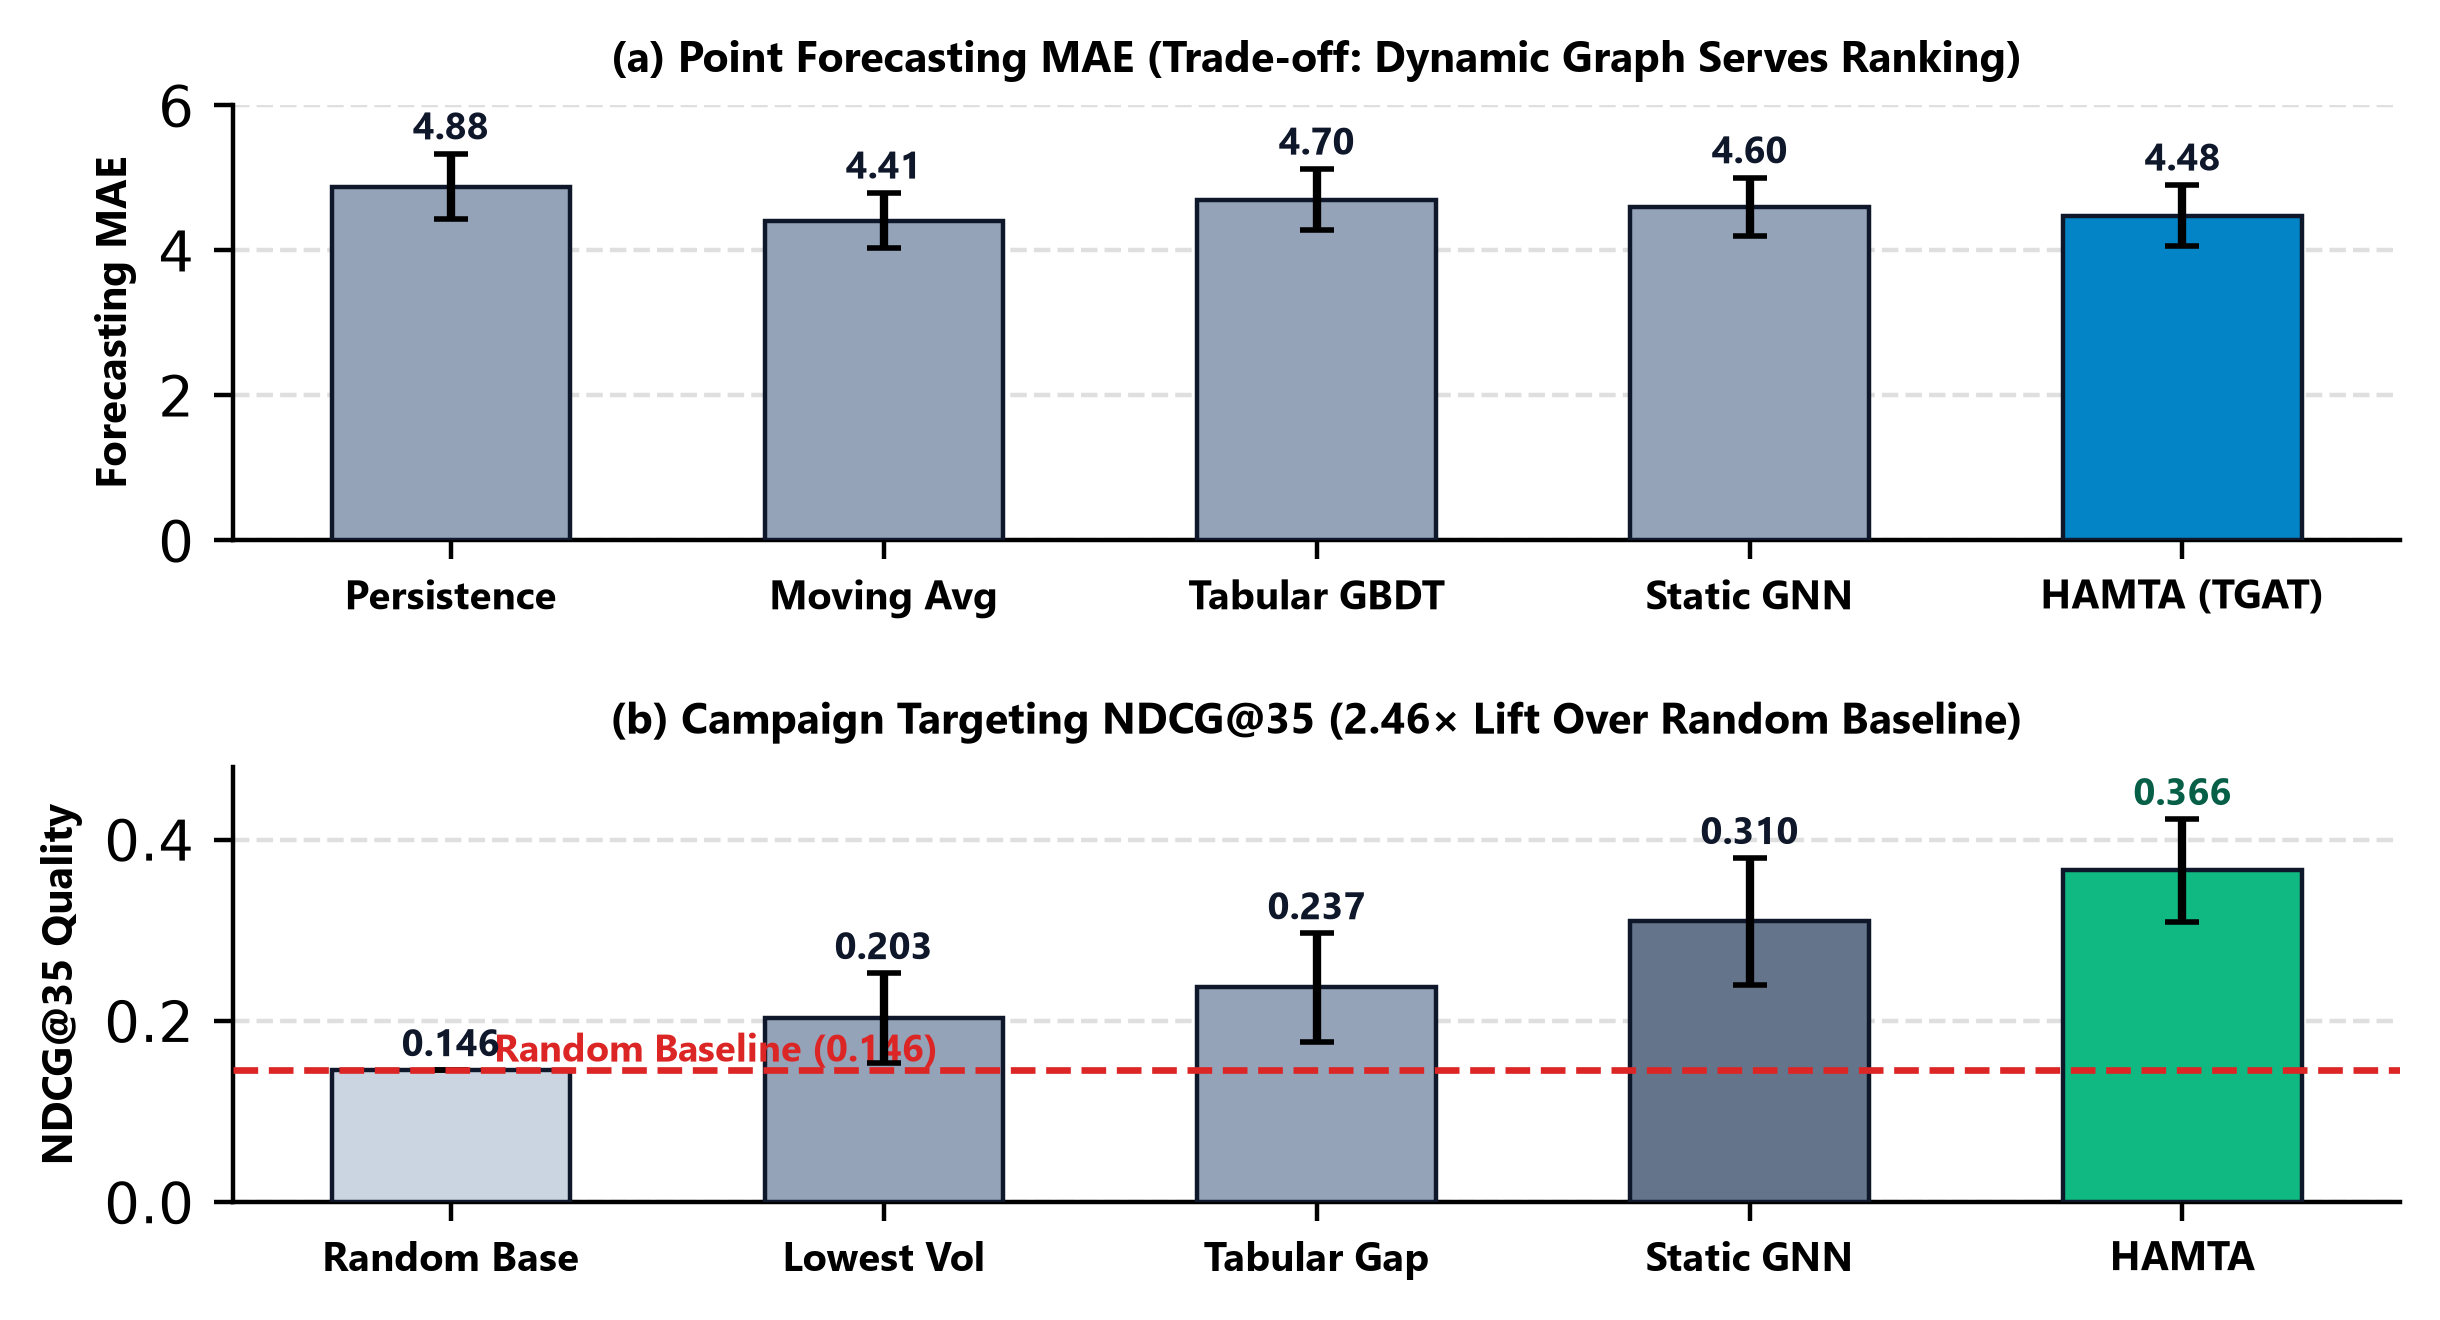 (a) Point Forecasting MAE (Trade-off: Dynamic Graph Serves Ranking)
Forecasting MAE
6
4
2
0
4.88
4.41
4.70
4.60
4.48
Persistence
Moving Avg
Tabular GBDT
Static GNN
HAMTA (TGAT)
(b) Campaign Targeting NDCG@35 (2.46× Lift Over Random Baseline)
NDCG@35 Quality
0.4
0.2
0.0
0.146
Random Baseline (0.146)
0.203
0.237
0.310
0.366
Random Base
Lowest Vol
Tabular Gap
Static GNN
HAMTA